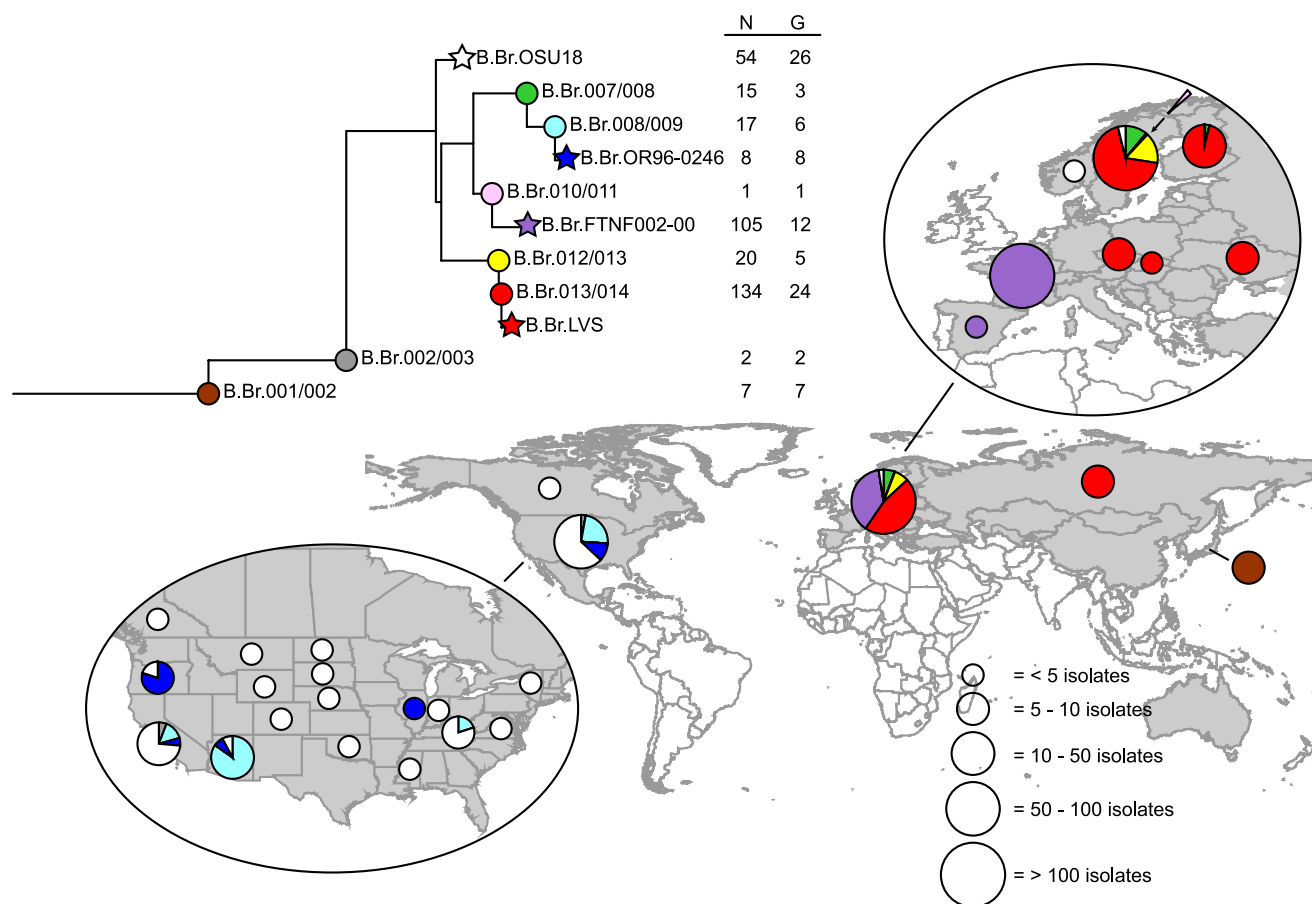 N G
B.Br.OSU18 54 26
B.Br.007/008 15 3
B.Br.008/009 17 6
B.Br.OR96-0246 8 8
B.Br.010/011 1 1
B.Br.FTNF002-00 105 12
B.Br.012/013 20 5
B.Br.013/014 134 24
B.Br.LVS
B.Br.002/003 2 2
B.Br.001/002 7 7
= < 5 isolates
= 5 - 10 isolates
= 10 - 50 isolates
= 50 - 100 isolates
= > 100 isolates